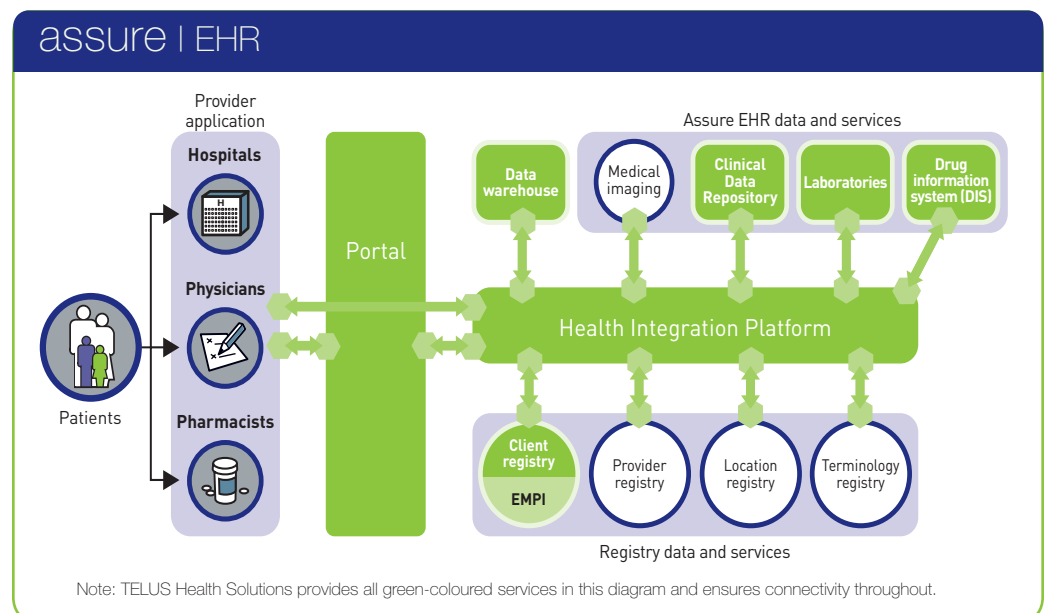 assure | EHR
Provider
application
Hospitals
H
Physicians
Pharmacists
Patients
Portal
Assure EHR data and services
Data
warehouse
Medical
imaging
Clinical
Data
Repository
Laboratories
Drug
information
system (DIS)
Health Integration Platform
Client
registry
EMPI
Provider
registry
Location
registry
Terminology
registry
Registry data and services
Note: TELUS Health Solutions provides all green-coloured services in this diagram and ensures connectivity throughout.